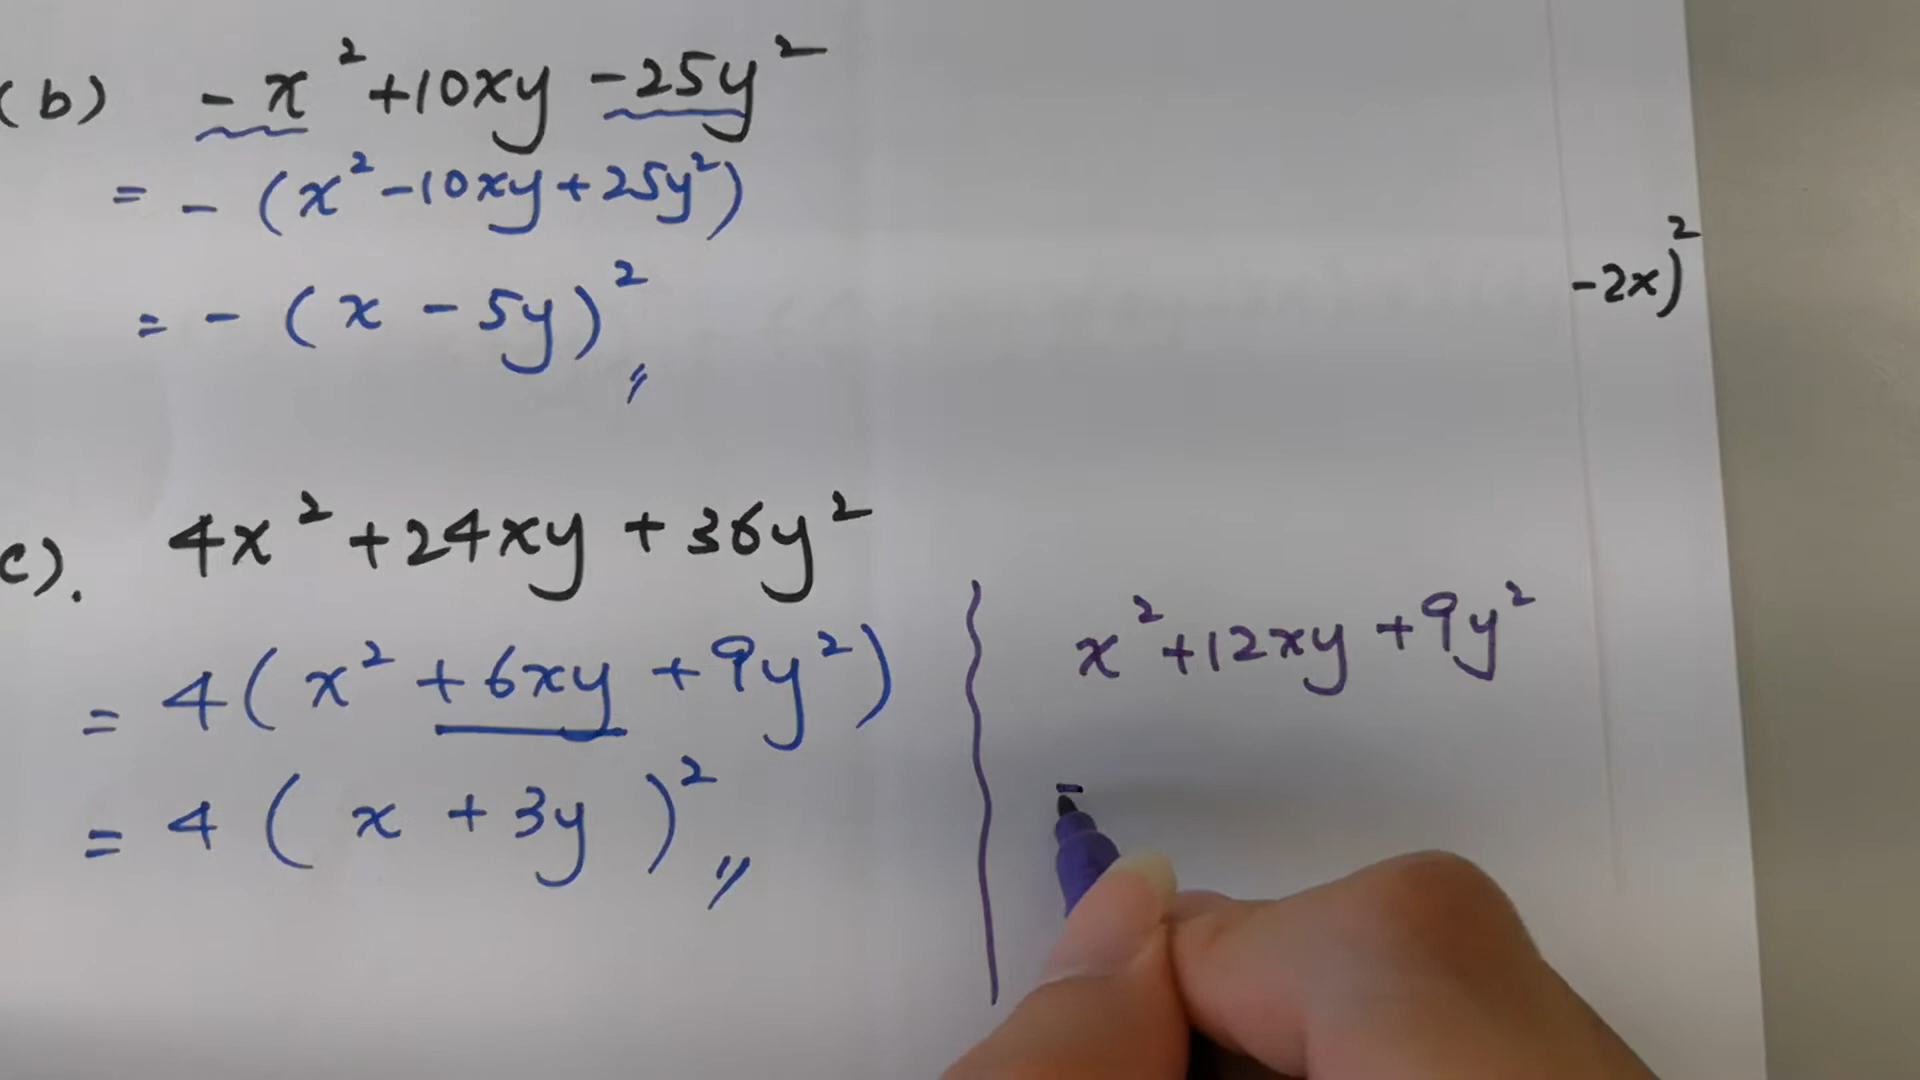 (b) -x²+10xy-25y²
= -(x²-10xy+25y²)
= -(x-5y)²
-2x)²
c). 4x²+24xy+36y²
= 4(x²+6xy+9y²)
= 4(x+3y)²
x²+12xy+9y²